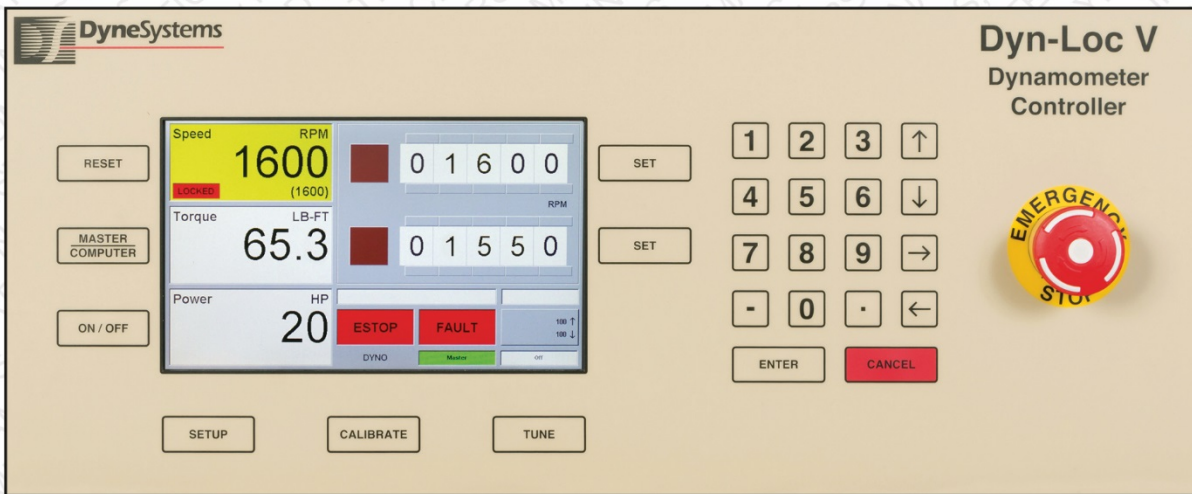 DyneSystems
Dyn-Loc V
Dynamometer
Controller
RESET
MASTER
COMPUTER
ON / OFF
Speed RPM
1600
LOCKED (1600)
Torque LB-FT
65.3
Power HP
20
0 1 6 0 0
RPM
0 1 5 5 0
ESTOP FAULT
100 ↑
100 ↓
DYNO Master Off
SET
SET
1 2 3 ↑
4 5 6 ↓
7 8 9 →
- 0 . ←
ENTER CANCEL
EMERGENCY
STOP
SETUP CALIBRATE TUNE